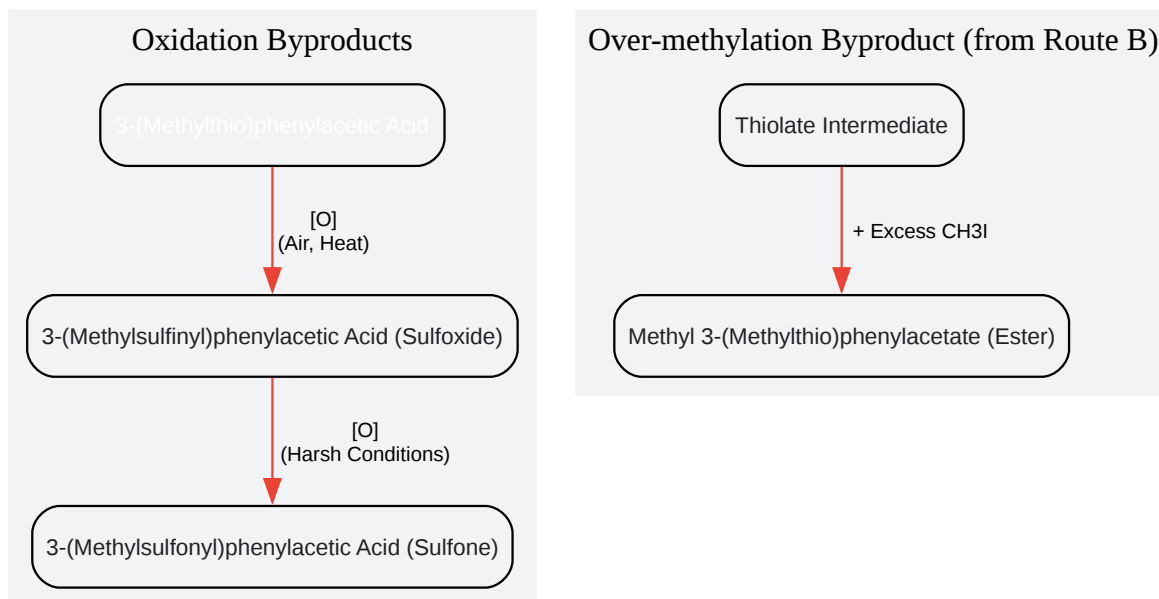 Oxidation Byproducts
3-(Methylthio)phenylacetic Acid
[O]
(Air, Heat)
3-(Methylsulfinyl)phenylacetic Acid (Sulfoxide)
[O]
(Harsh Conditions)
3-(Methylsulfonyl)phenylacetic Acid (Sulfone)
Over-methylation Byproduct (from Route B)
Thiolate Intermediate
+ Excess CH3I
Methyl 3-(Methylthio)phenylacetate (Ester)